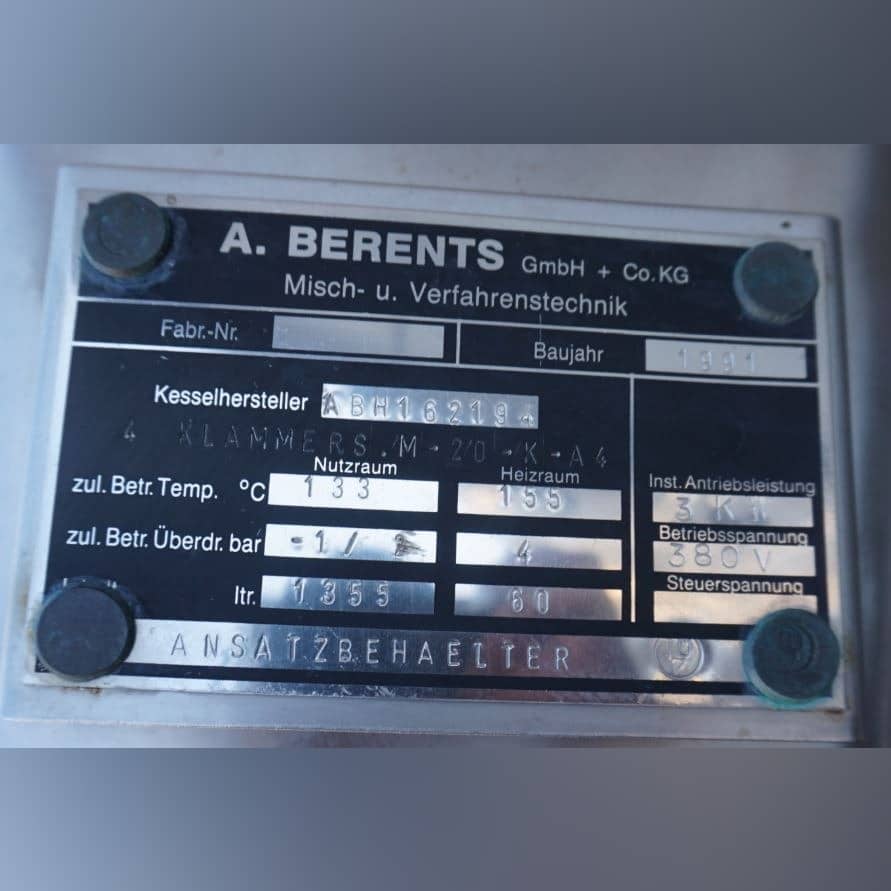 A. BERENTS GmbH + Co.KG
Misch- u. Verfahrenstechnik
Fabr.-Nr.
Baujahr 1991
Kesselhersteller ABH162194
4 KLAMMERS.M-20-K-A4
Nutzraum Heizraum
zul. Betr. Temp. °C 133 155
zul. Betr. Überdr. bar -1/ 4
ltr. 1355 60
Inst. Antriebsleistung
3 KW
Betriebsspannung
380 V
Steuerspannung
ANSATZBEHAELTER